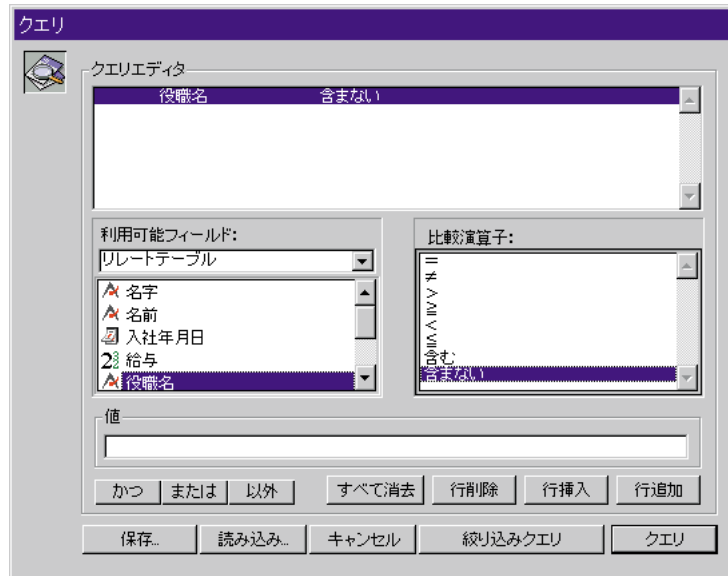 クエリ
クエリエディタ
役職名 含まない
利用可能フィールド:
リレートテーブル
名字
名前
入社年月日
給与
役職名
比較演算子:
=
≠
>
≧
<
≦
含む
含まない
値
かつ または 以外 すべて消去 行削除 行挿入 行追加
保存... 読み込み... キャンセル 絞り込みクエリ クエリ